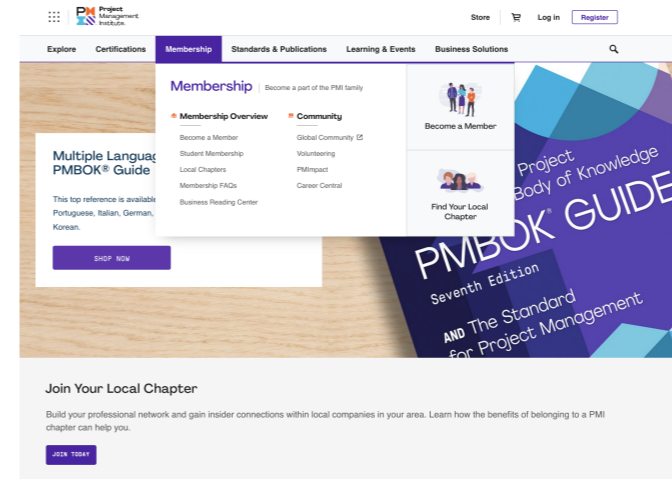 Project
Management
Institute.
Store
Log in
Register
Explore
Certifications
Membership
Standards & Publications
Learning & Events
Business Solutions
Membership
Become a part of the PMI family
Membership Overview
Become a Member
Student Membership
Local Chapters
Membership FAQs
Business Reading Center
Community
Global Community
Volunteering
PMImpact
Career Central
Become a Member
Find Your Local
Chapter
Multiple Languag
PMBOK® Guide
This top reference is available
Portuguese, Italian, German,
Korean.
SHOP NOW
Project
Body of Knowledge
PMBOK® GUIDE
Seventh Edition
AND The Standard
for Project Management
Join Your Local Chapter
Build your professional network and gain insider connections within local companies in your area. Learn how the benefits of belonging to a PMI
chapter can help you.
JOIN TODAY